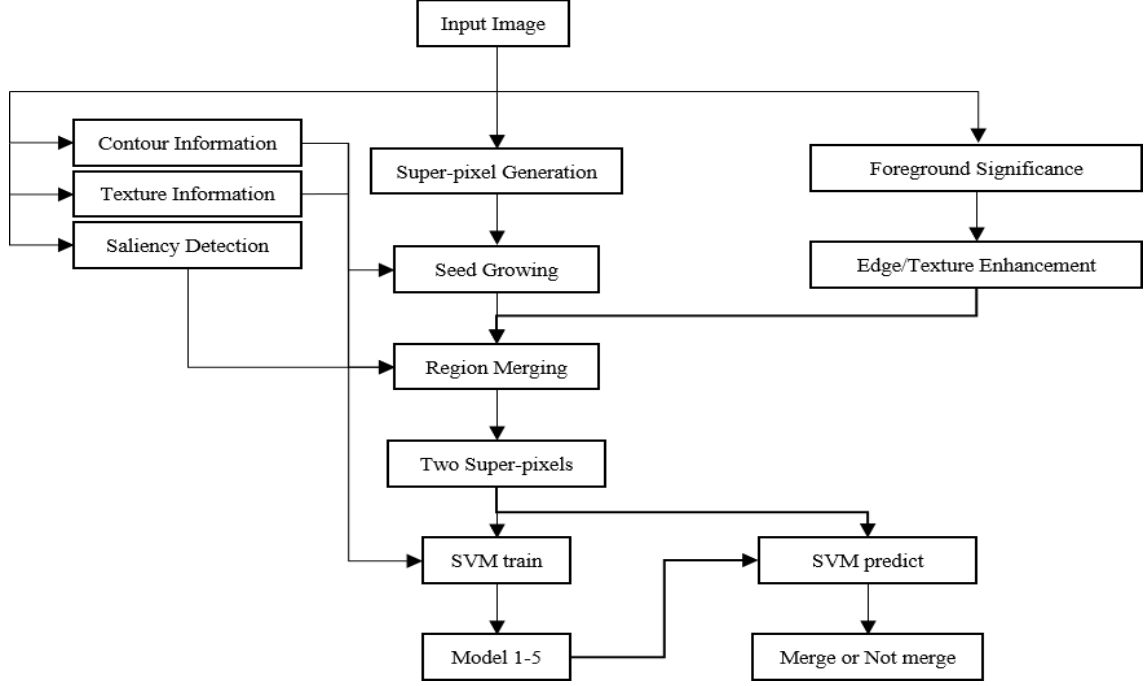 Input Image
Contour Information
Super-pixel Generation
Foreground Significance
Texture Information
Saliency Detection
Seed Growing
Edge/Texture Enhancement
Region Merging
Two Super-pixels
SVM train
SVM predict
Model 1-5
Merge or Not merge